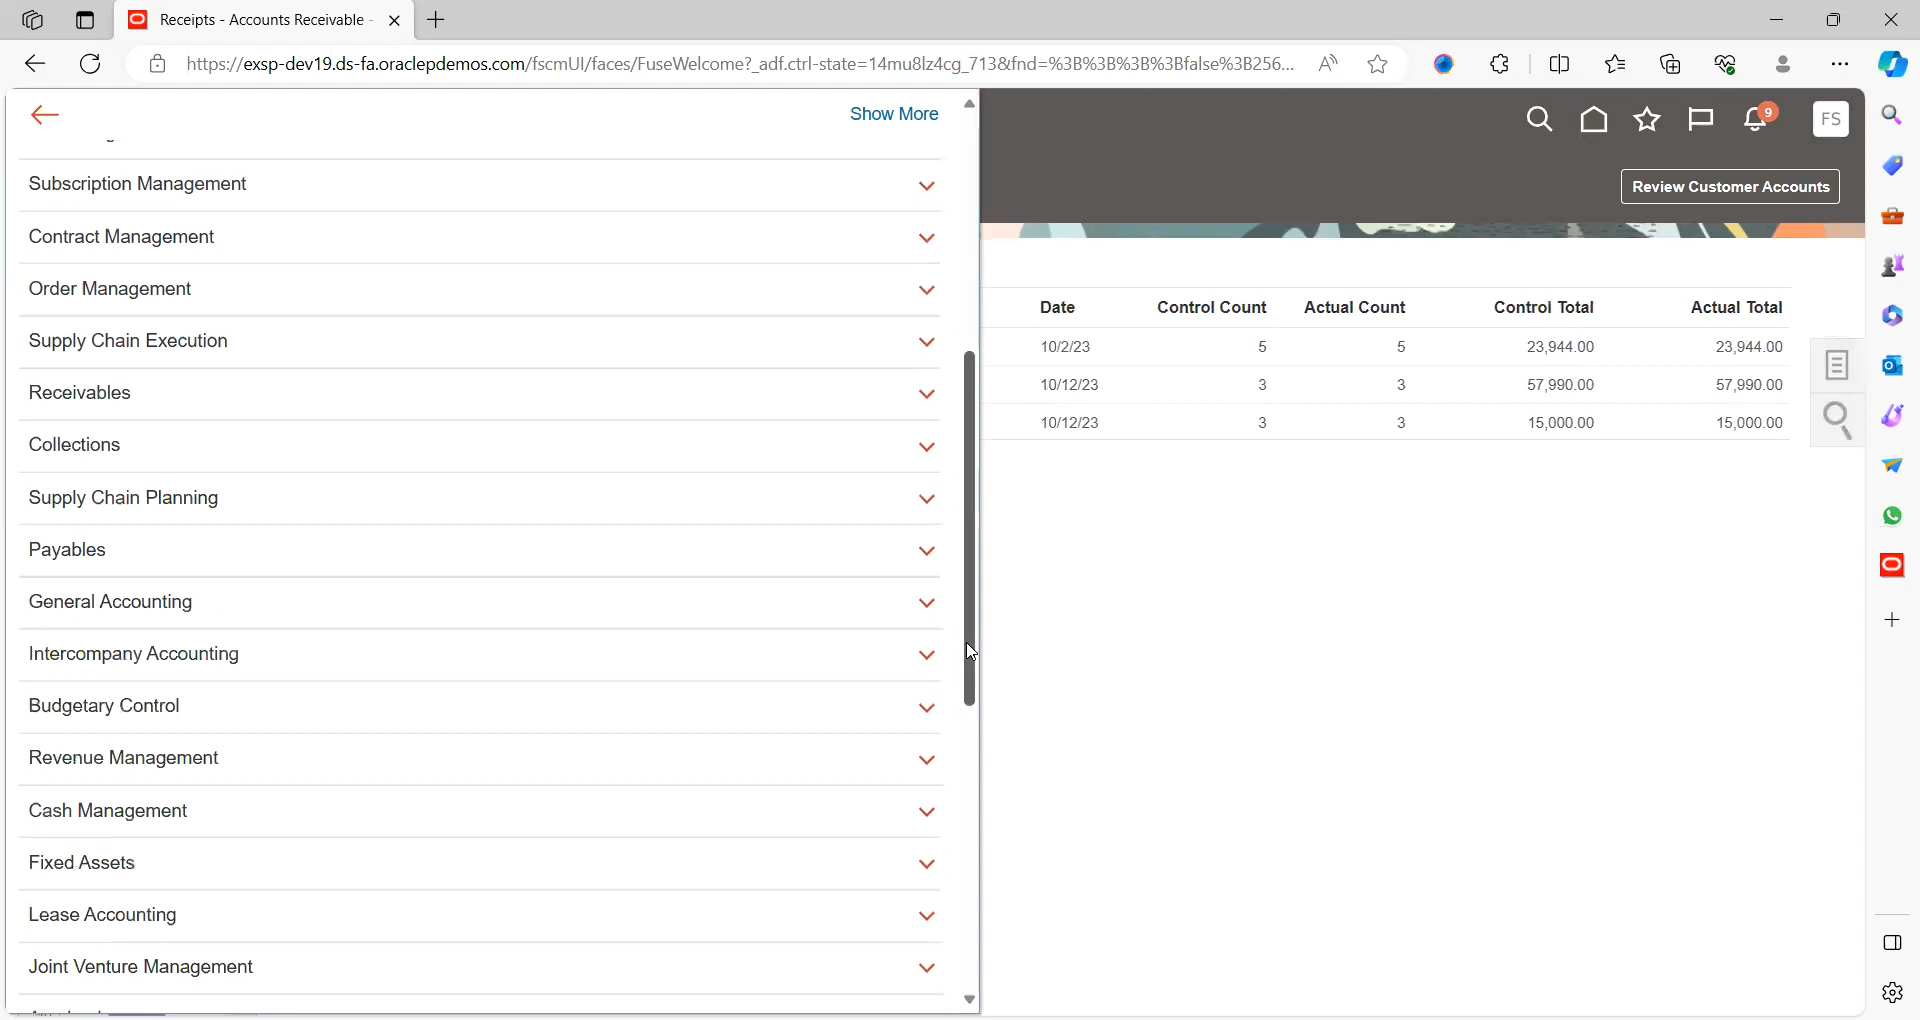 Receipts - Accounts Receivable -
https://exsp-dev19.ds-fa.oraclepdemos.com/fscmUI/faces/FuseWelcome?_adf.ctrl-state=14mu8lz4cg_713&fnd=%3B%3B%3B%3Bfalse%3B256...
Show More
9
FS
Review Customer Accounts
Subscription Management
Contract Management
Order Management
Supply Chain Execution
Receivables
Collections
Supply Chain Planning
Payables
General Accounting
Intercompany Accounting
Budgetary Control
Revenue Management
Cash Management
Fixed Assets
Lease Accounting
Joint Venture Management
Date Control Count Actual Count Control Total Actual Total
10/2/23 5 5 23,944.00 23,944.00
10/12/23 3 3 57,990.00 57,990.00
10/12/23 3 3 15,000.00 15,000.00